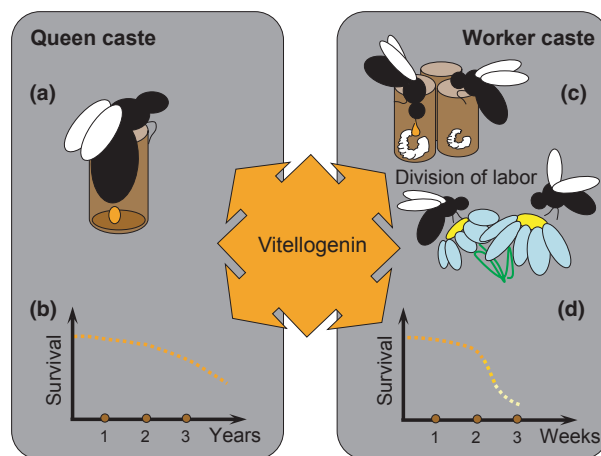 Queen caste
(a)
(b)
Survival
1 2 3 Years
Vitellogenin
Worker caste
(c)
Division of labor
(d)
Survival
1 2 3 Weeks